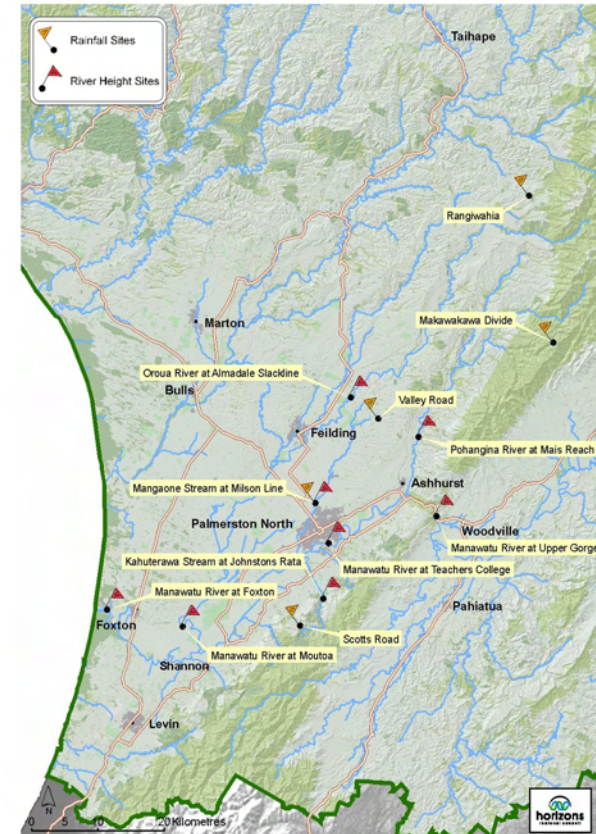 Rainfall Sites
River Height Sites
Taihape
Rangiwahia
Makawakawa Divide
Marton
Oroua River at Almadale Slackline
Bulls
Valley Road
Feilding
Pohangina River at Mais Reach
Mangaone Stream at Milson Line
Ashhurst
Palmerston North
Woodville
Manawatu River at Upper Gorge
Kahuterawa Stream at Johnstons Rata
Manawatu River at Teachers College
Manawatu River at Foxton
Pahiatua
Foxton
Scotts Road
Manawatu River at Moutoa
Shannon
Levin
N
0 5 10 20 Kilometres
horizons
regional council